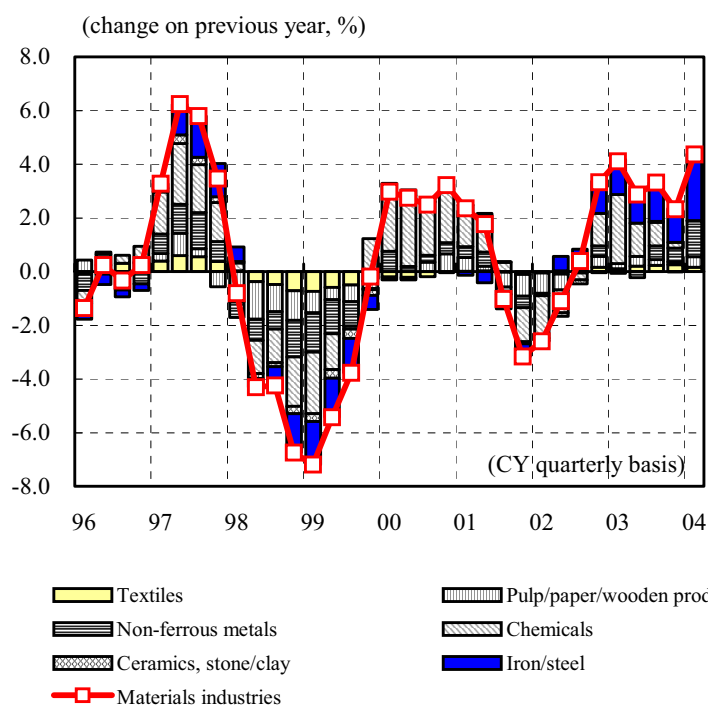 (change on previous year, %)
8.0
6.0
4.0
2.0
0.0
-2.0
-4.0
-6.0
-8.0
(CY quarterly basis)
96 97 98 99 00 01 02 03 04
Textiles Pulp/paper/wooden prod
Non-ferrous metals Chemicals
Ceramics, stone/clay Iron/steel
Materials industries